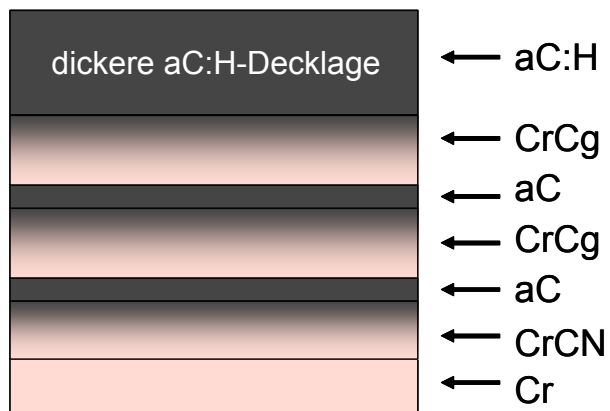 dickere aC:H-Decklage
aC:H
CrCg
aC
CrCg
aC
CrCN
Cr